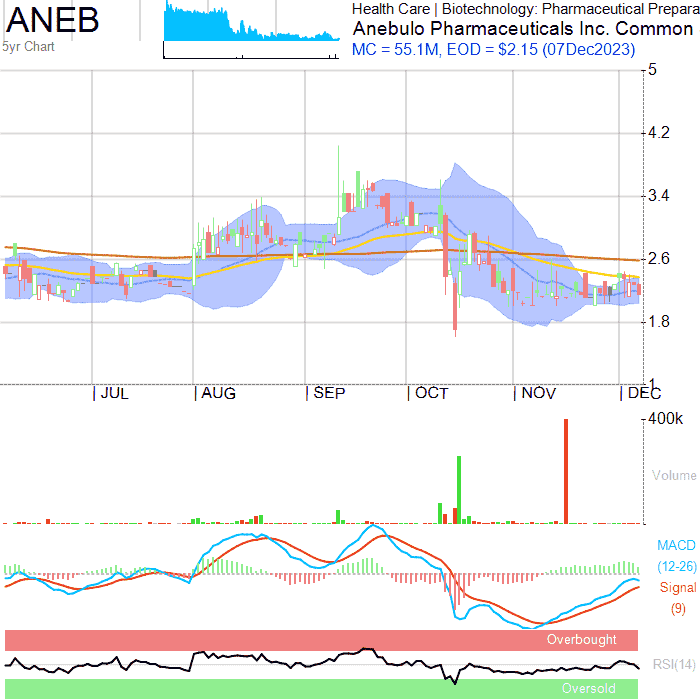 ANEB
5yr Chart
Health Care | Biotechnology: Pharmaceutical Prepara
Anebulo Pharmaceuticals Inc. Common
MC = 55.1M, EOD = $2.15 (07Dec2023)
5
4.2
3.4
2.6
1.8
1
JUL AUG SEP OCT NOV DEC
400k
Volume
MACD
(12-26)
Signal
(9)
Overbought
RSI(14)
Oversold